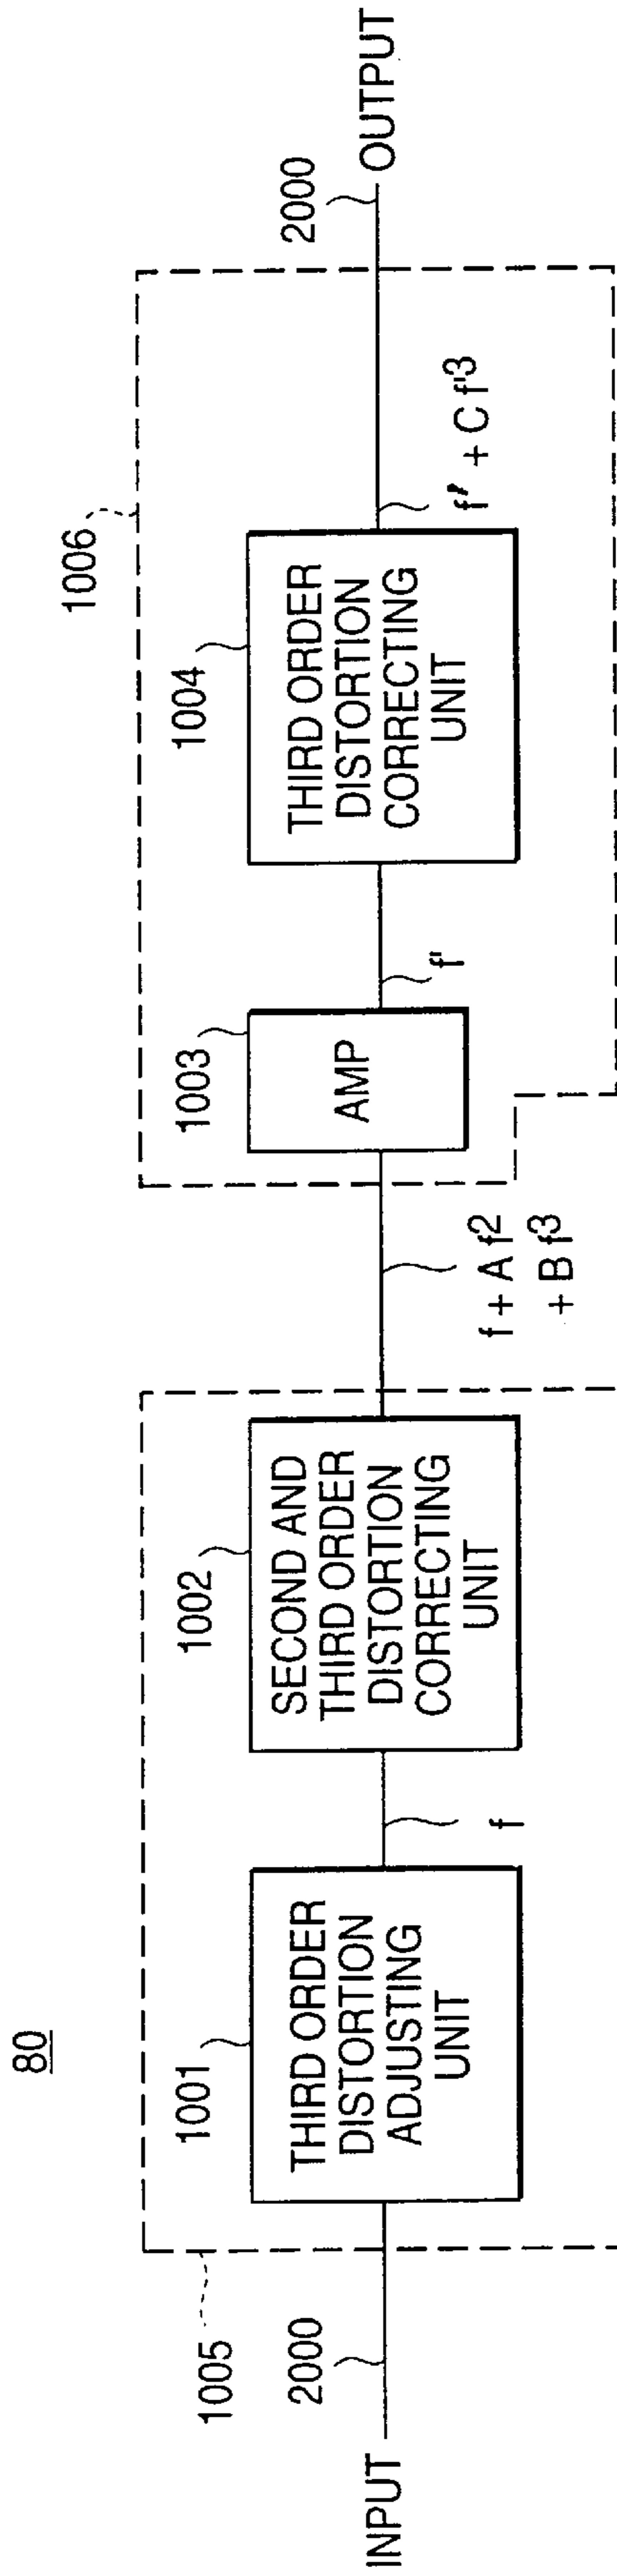 80
INPUT
2000
1005
1001
THIRD ORDER
DISTORTION
ADJUSTING
UNIT
f
1002
SECOND AND
THIRD ORDER
DISTORTION
CORRECTING
UNIT
f + A f²
+ B f³
1006
1003
AMP
f'
1004
THIRD ORDER
DISTORTION
CORRECTING
UNIT
f' + C f'³
2000
OUTPUT